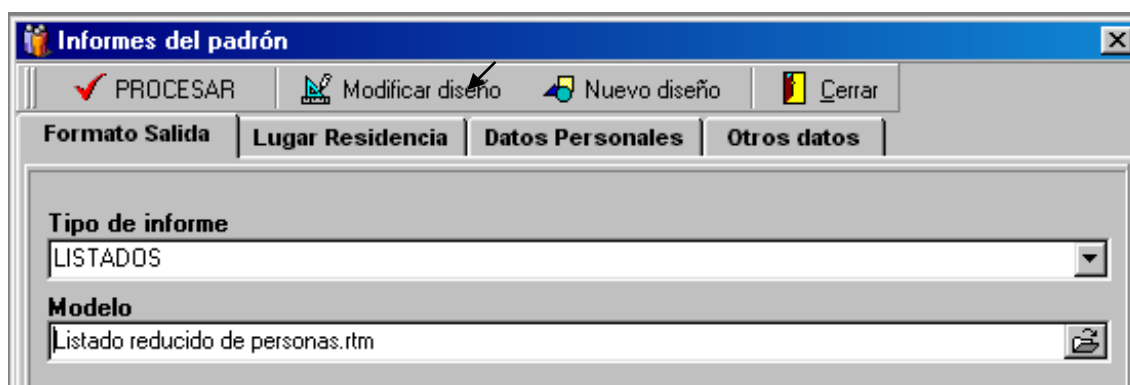 Informes del padrón
PROCESAR Modificar diseño Nuevo diseño Cerrar
Formato Salida Lugar Residencia Datos Personales Otros datos
Tipo de informe
LISTADOS
Modelo
Listado reducido de personas.rtm